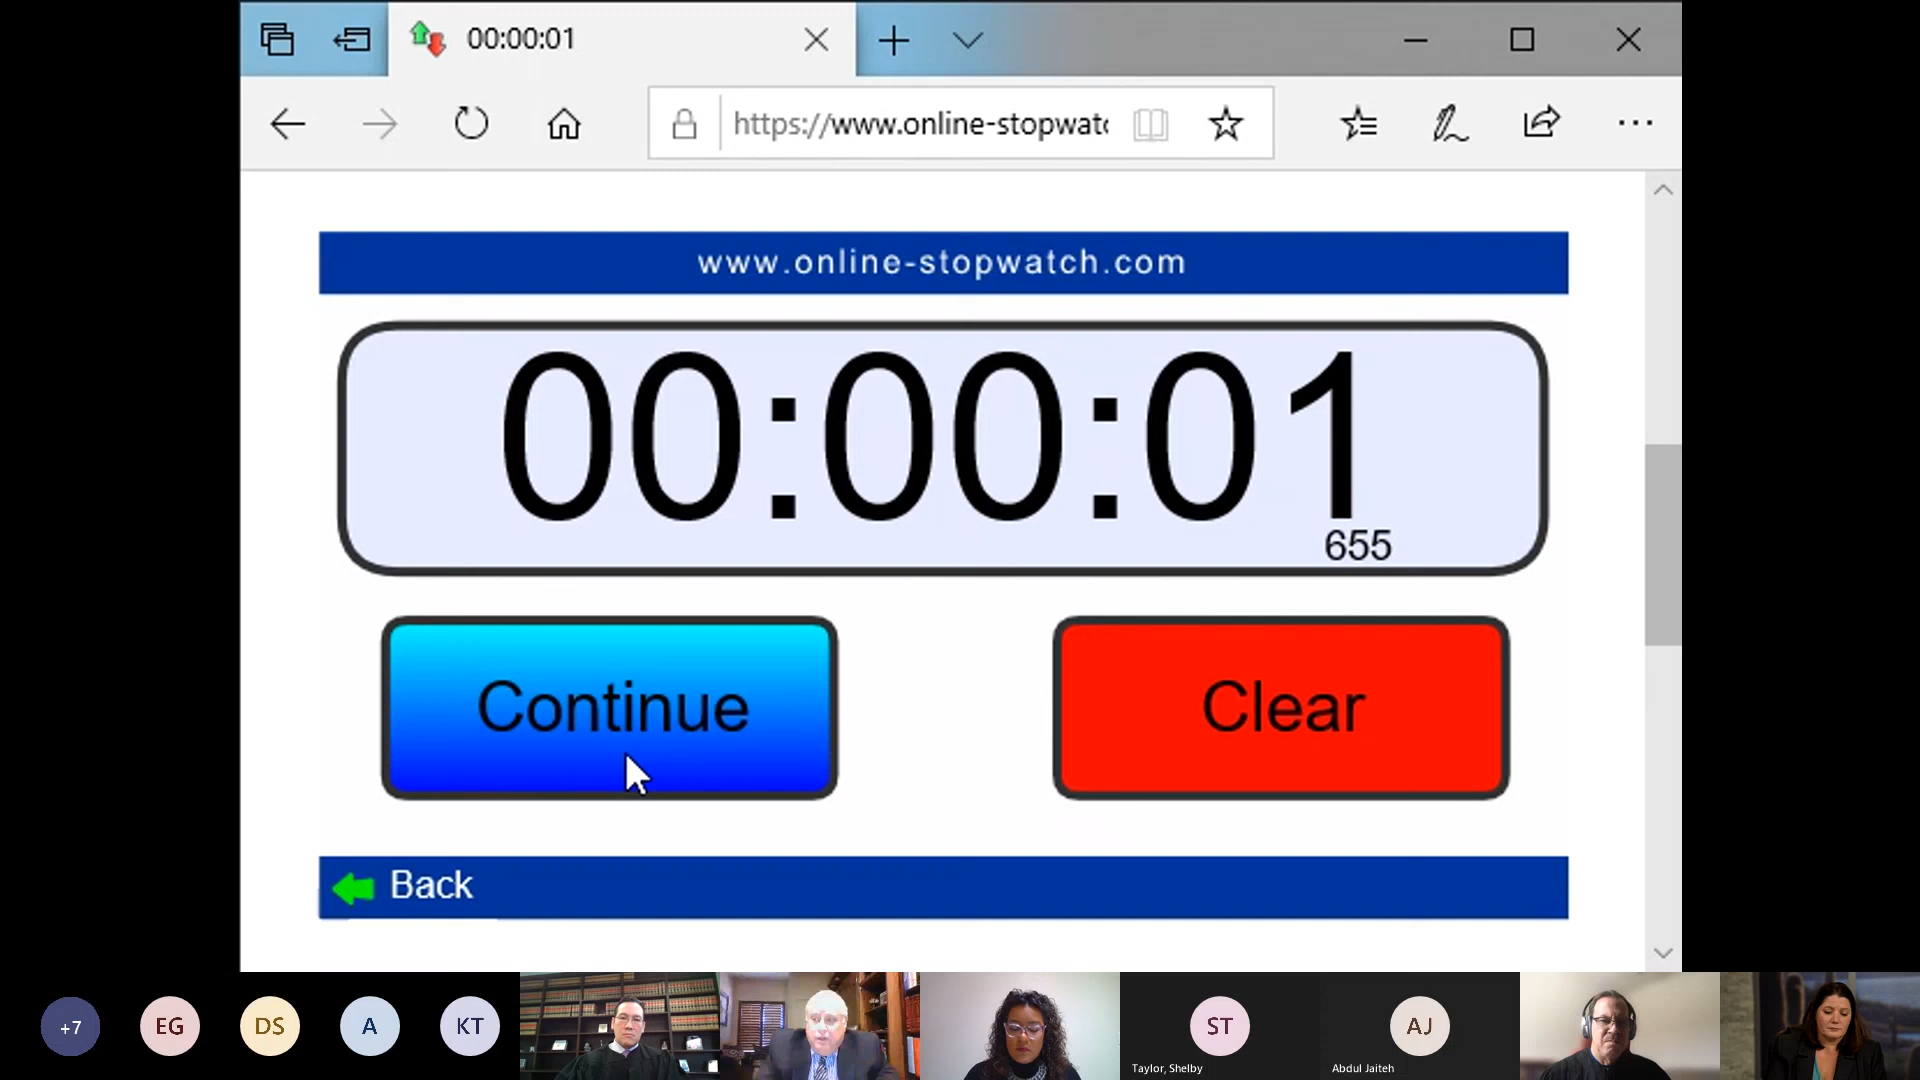 00:00:01
https://www.online-stopwatc
www.online-stopwatch.com
00:00:01
655
Continue
Clear
Back
+7
EG
DS
A
KT
ST
AJ
Taylor, Shelby
Abdul Jaiteh